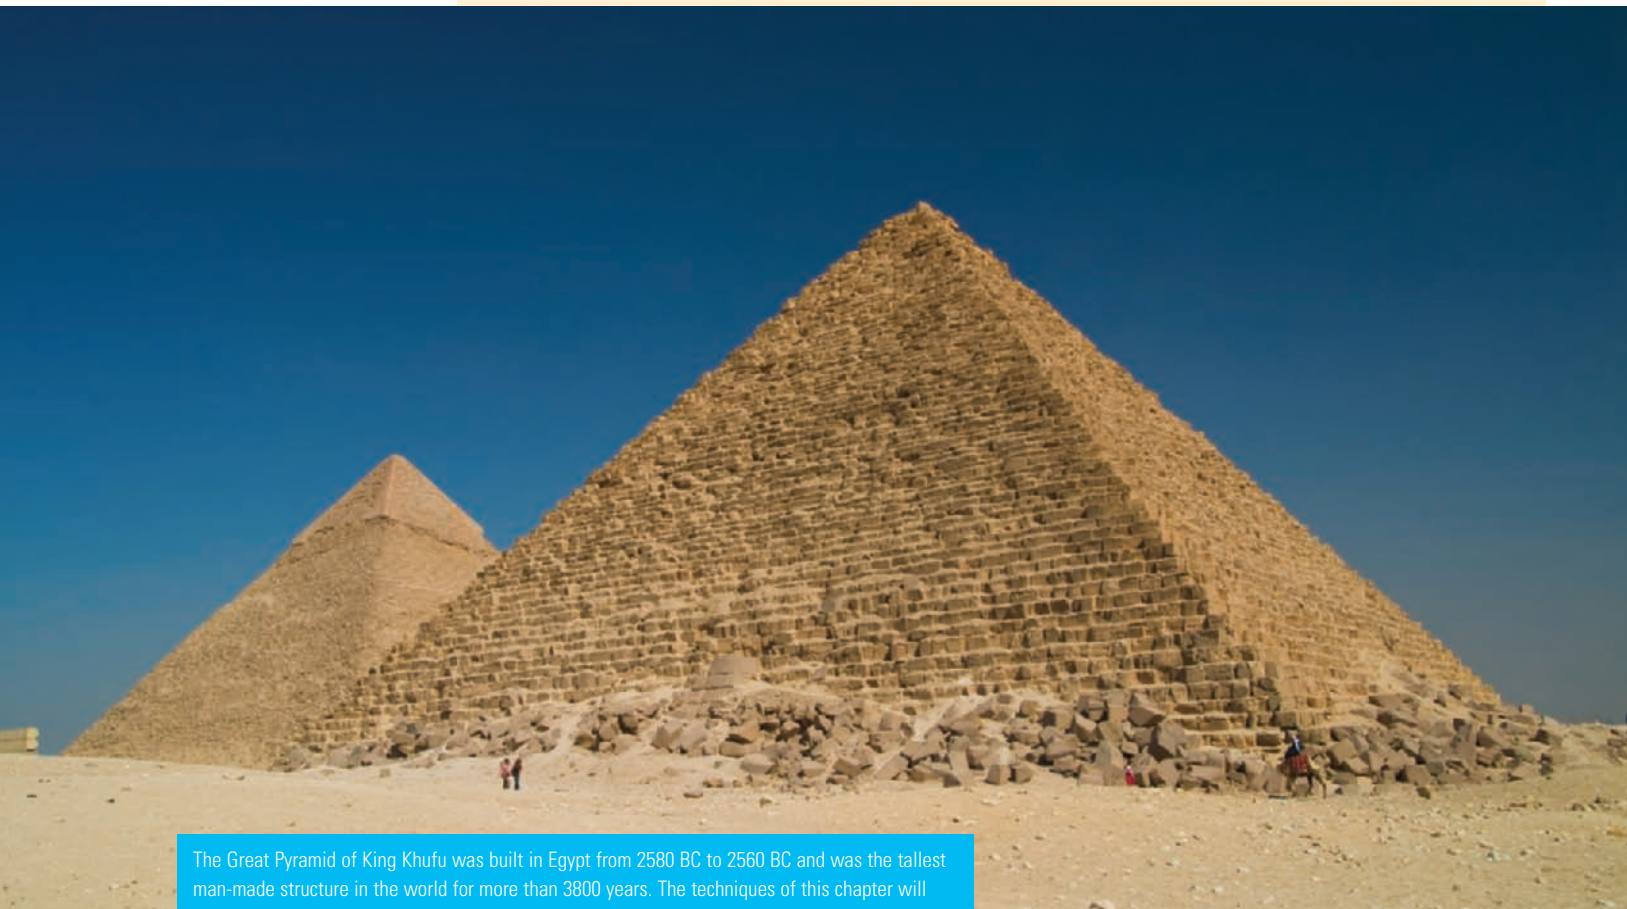 The Great Pyramid of King Khufu was built in Egypt from 2580 BC to 2560 BC and was the tallest
man-made structure in the world for more than 3800 years. The techniques of this chapter will